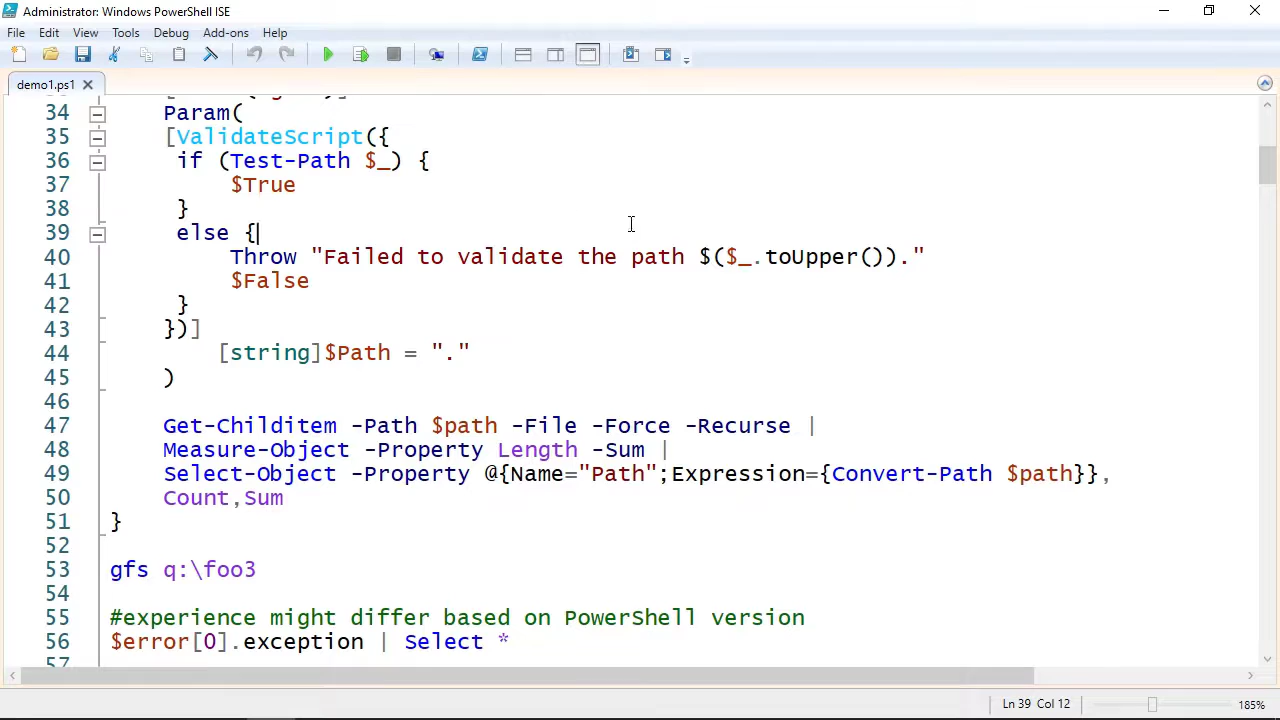 Administrator: Windows PowerShell ISE
File Edit View Tools Debug Add-ons Help
demo1.ps1
34 Param(
35 [ValidateScript({
36 if (Test-Path $_) {
37 $True
38 }
39 else {
40 Throw "Failed to validate the path $($_.toUpper())."
41 $False
42 }
43 })]
44 [string]$Path = "."
45 )
46
47 Get-Childitem -Path $path -File -Force -Recurse |
48 Measure-Object -Property Length -Sum |
49 Select-Object -Property @{Name="Path";Expression={Convert-Path $path}},
50 Count,Sum
51 }
52
53 gfs q:\foo3
54
55 #experience might differ based on PowerShell version
56 $error[0].exception | Select *
57
Ln 39 Col 12
185%